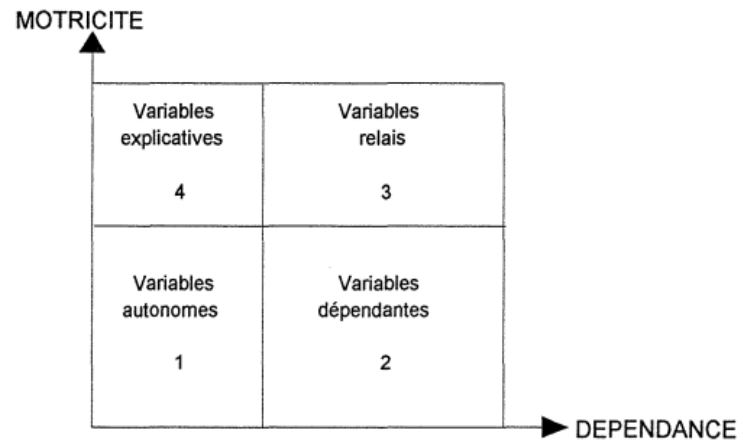 MOTRICITE
Variables
explicatives
4
Variables
relais
3
Variables
autonomes
1
Variables
dépendantes
2
DEPENDANCE